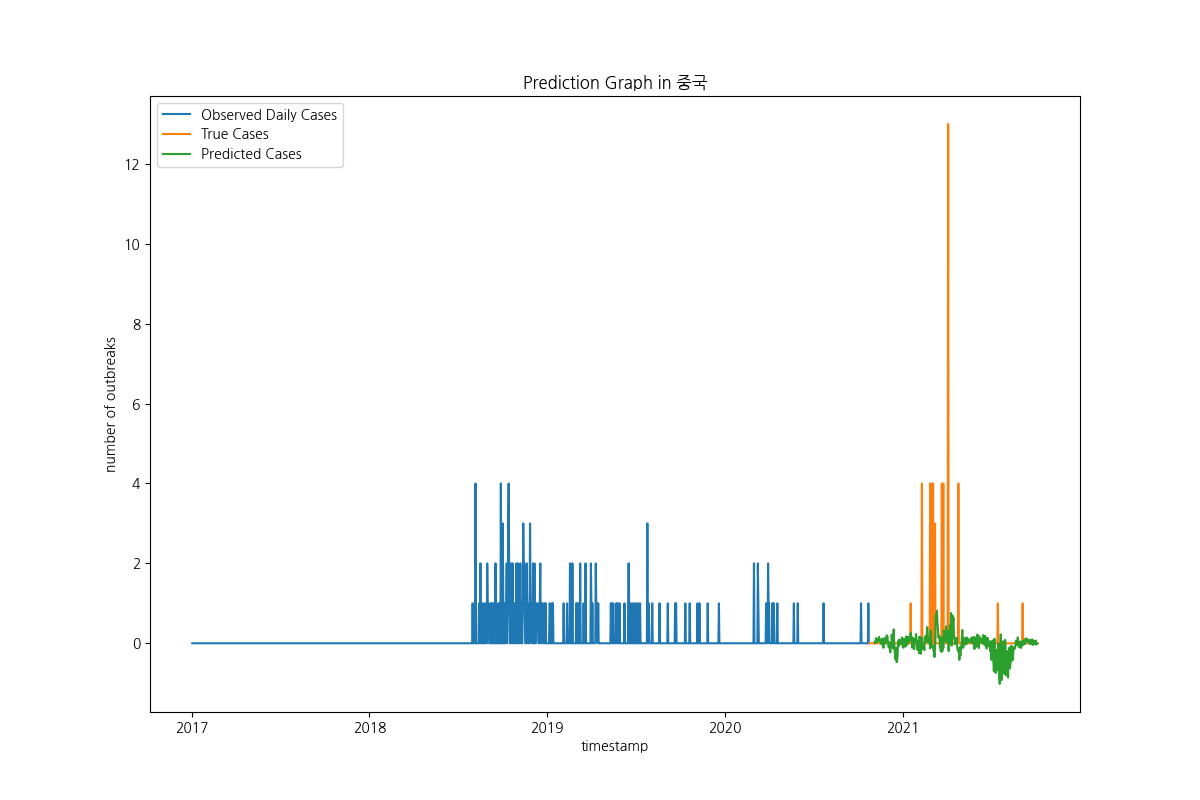 Prediction Graph in 중국
Observed Daily Cases
True Cases
Predicted Cases
12
10
8
6
4
2
0
number of outbreaks
2017
2018
2019
2020
2021
timestamp